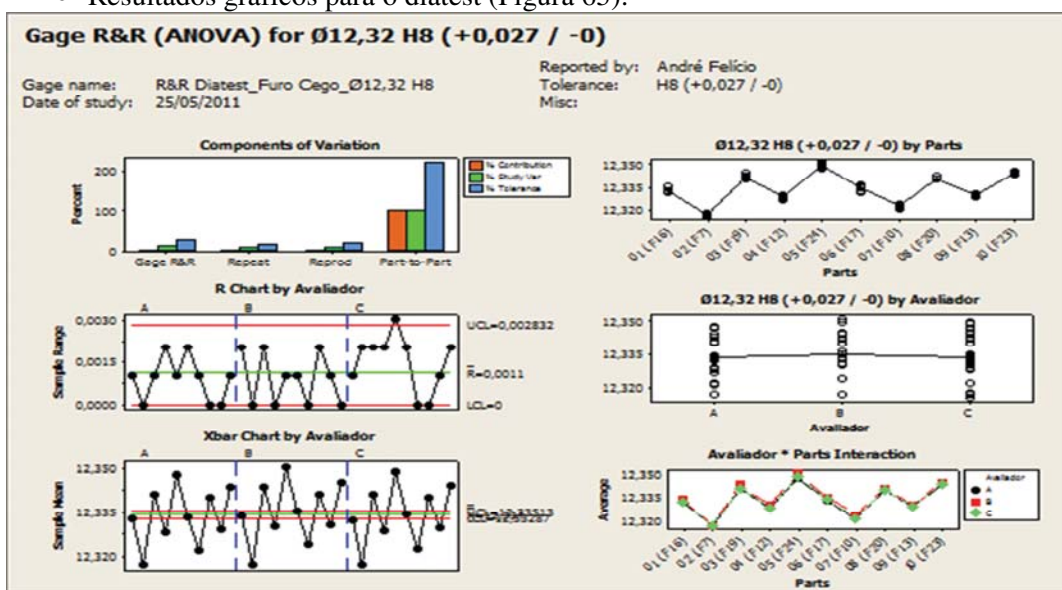 Resultados gráficos para o diatest (Figura 65):
Gage R&R (ANOVA) for Ø12,32 H8 (+0,027 / -0)
Gage name: R&R Diatest_Furo Cego_Ø12,32 H8
Date of study: 25/05/2011
Reported by: André Felício
Tolerance: H8 (+0,027 / -0)
Misc:
Components of Variation
Percent
200
100
0
Gage R&R Repeat Reprod Part-to-Part
% Contribution
% Study Var
% Tolerance
R Chart by Avaliador
A B C
Sample Range
0,0030
0,0015
0,0000
UCL=0,002832
R=0,0011
LCL=0
Xbar Chart by Avaliador
A B C
Sample Mean
12,350
12,335
12,320
Ø12,32 H8 (+0,027 / -0) by Parts
12,350
12,335
12,320
01 (F16) 02 (F7) 03 (F19) 04 (F12) 05 (F24) 06 (F17) 07 (F10) 08 (F20) 09 (F13) 10 (F23)
Parts
Ø12,32 H8 (+0,027 / -0) by Avaliador
12,350
12,335
12,320
A B C
Avaliador
Avaliador * Parts Interaction
Average
12,350
12,335
12,320
01 (F16) 02 (F7) 03 (F19) 04 (F12) 05 (F24) 06 (F17) 07 (F10) 08 (F20) 09 (F13) 10 (F23)
Parts
Avaliador
A
B
C